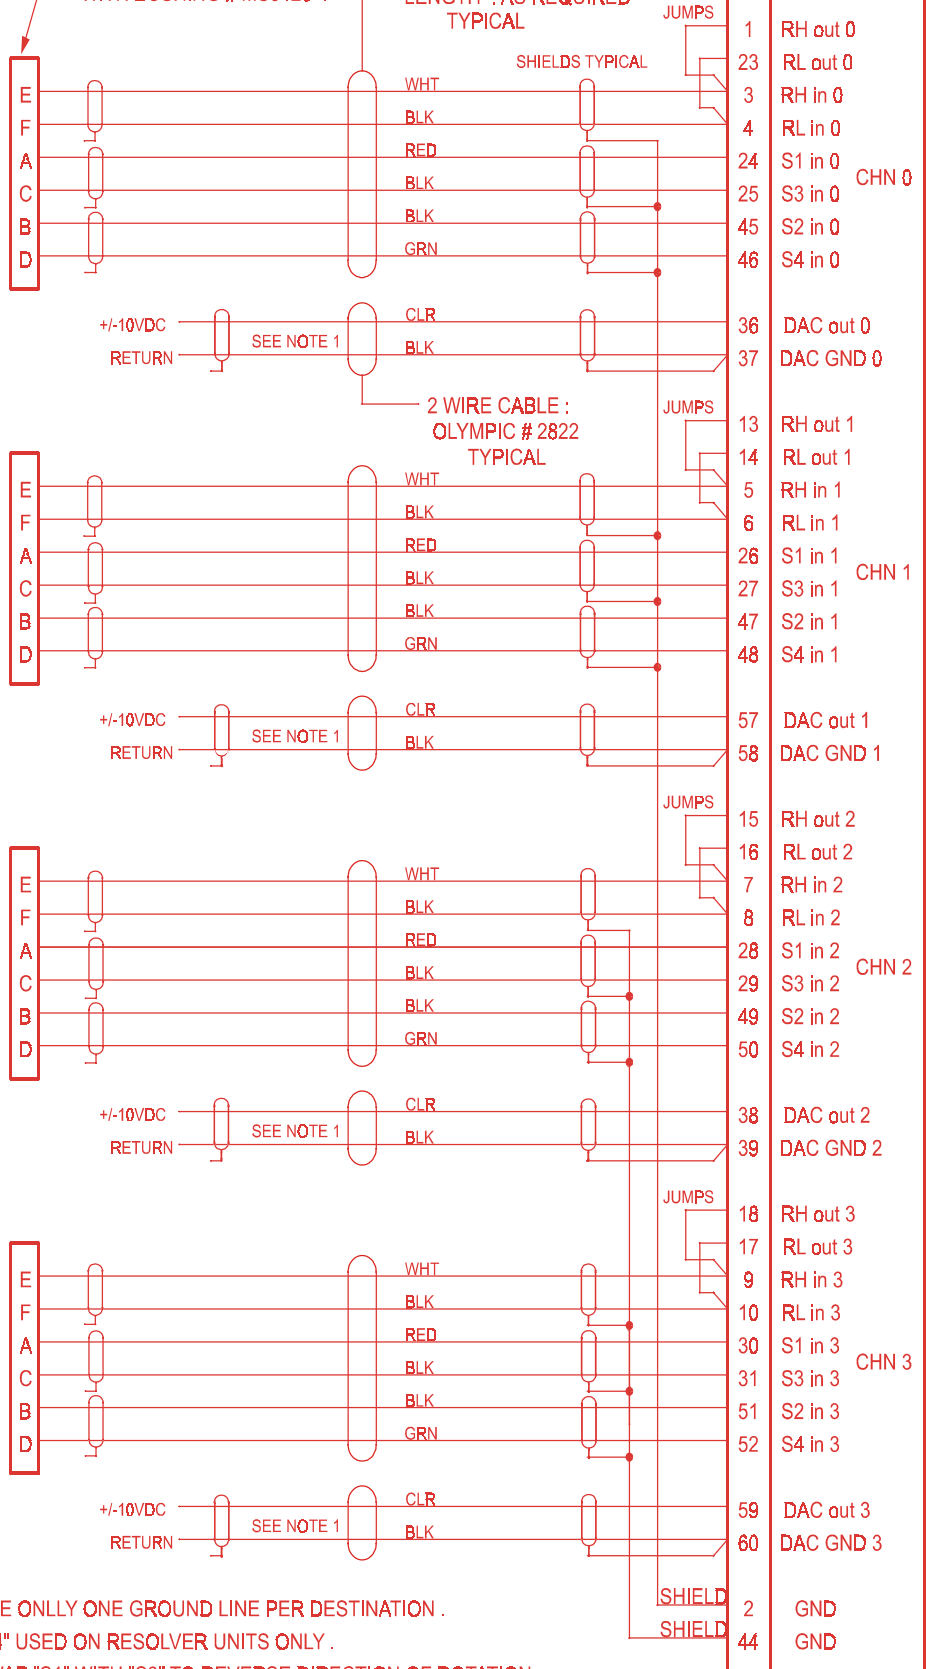 LENGTH : AS REQUIRED
TYPICAL
JUMPS
1 RH out 0
SHIELDS TYPICAL
23 RL out 0
E WHT 3 RH in 0
F BLK 4 RL in 0
A RED 24 S1 in 0
CHN 0
C BLK 25 S3 in 0
B BLK 45 S2 in 0
D GRN 46 S4 in 0
+/-10VDC CLR 36 DAC out 0
SEE NOTE 1
RETURN BLK 37 DAC GND 0
2 WIRE CABLE :
OLYMPIC # 2822
TYPICAL
JUMPS
13 RH out 1
14 RL out 1
E WHT 5 RH in 1
F BLK 6 RL in 1
A RED 26 S1 in 1
CHN 1
C BLK 27 S3 in 1
B BLK 47 S2 in 1
D GRN 48 S4 in 1
+/-10VDC CLR 57 DAC out 1
SEE NOTE 1
RETURN BLK 58 DAC GND 1
JUMPS
15 RH out 2
16 RL out 2
E WHT 7 RH in 2
F BLK 8 RL in 2
A RED 28 S1 in 2
CHN 2
C BLK 29 S3 in 2
B BLK 49 S2 in 2
D GRN 50 S4 in 2
+/-10VDC CLR 38 DAC out 2
SEE NOTE 1
RETURN BLK 39 DAC GND 2
JUMPS
18 RH out 3
17 RL out 3
E WHT 9 RH in 3
F BLK 10 RL in 3
A RED 30 S1 in 3
CHN 3
C BLK 31 S3 in 3
B BLK 51 S2 in 3
D GRN 52 S4 in 3
+/-10VDC CLR 59 DAC out 3
SEE NOTE 1
RETURN BLK 60 DAC GND 3
SHIELD 2 GND
E ONLLY ONE GROUND LINE PER DESTINATION .
SHIELD 44 GND
" USED ON RESOLVER UNITS ONLY .
TO REVERSE DIRECTION OF ROTATION